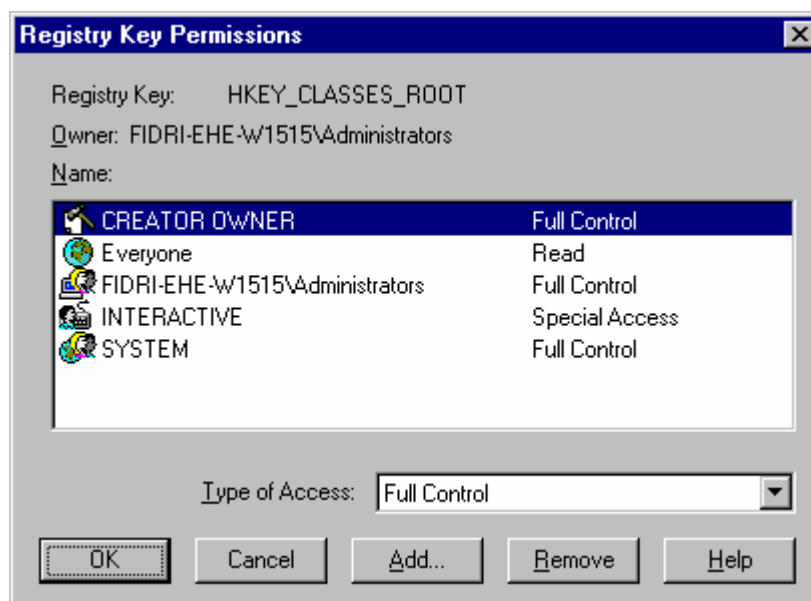 Registry Key Permissions
Registry Key: HKEY_CLASSES_ROOT
Owner: FIDRI-EHE-W1515\Administrators
Name:
CREATOR OWNER Full Control
Everyone Read
FIDRI-EHE-W1515\Administrators Full Control
INTERACTIVE Special Access
SYSTEM Full Control
Type of Access: Full Control
OK Cancel Add... Remove Help